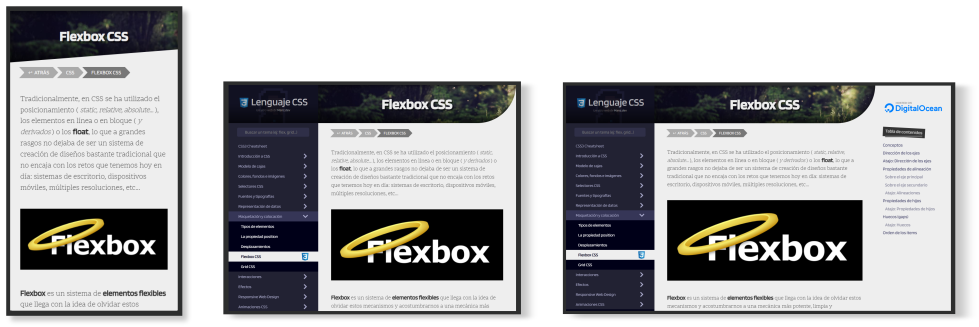 Flexbox CSS
↩ ATRÁS
CSS
FLEXBOX CSS
Tradicionalmente, en CSS se ha utilizado el
posicionamiento ( static, relative, absolute... ),
los elementos en línea o en bloque ( y
derivados ) o los float, lo que a grandes
rasgos no dejaba de ser un sistema de
creación de diseños bastante tradicional que
no encaja con los retos que tenemos hoy en
día: sistemas de escritorio, dispositivos
móviles, múltiples resoluciones, etc...
Flexbox
Flexbox es un sistema de elementos flexibles
que llega con la idea de olvidar estos
Lenguaje CSS
Introducción a CSS
Modelo de cajas
Colores, fondos e imágenes
Selectores CSS
Fuentes y tipografías
Representación de datos
Maquetación y colocación
Tipos de elementos
La propiedad position
Desplazamientos
Flexbox CSS
Grid CSS
Interacciones
Efectos
Responsive Web Design
Animaciones CSS
Flexbox CSS
↩ ATRÁS
CSS
FLEXBOX CSS
Tradicionalmente, en CSS se ha utilizado el posicionamiento ( static,
relative, absolute... ), los elementos en línea o en bloque ( y derivados ) o
los float, lo que a grandes rasgos no dejaba de ser un sistema de creación
de diseños bastante tradicional que no encaja con los retos que
tenemos hoy en día: sistemas de escritorio, dispositivos móviles,
múltiples resoluciones, etc...
Flexbox
Flexbox es un sistema de elementos flexibles que llega con la idea de
olvidar estos mecanismos y acostumbrarnos a una mecánica más
Lenguaje CSS
Introducción a CSS
Modelo de cajas
Colores, fondos e imágenes
Selectores CSS
Fuentes y tipografías
Representación de datos
Maquetación y colocación
Tipos de elementos
La propiedad position
Desplazamientos
Flexbox CSS
Grid CSS
Interacciones
Efectos
Responsive Web Design
Animaciones CSS
Flexbox CSS
↩ ATRÁS
CSS
FLEXBOX CSS
Tradicionalmente, en CSS se ha utilizado el posicionamiento ( static, relative,
absolute... ), los elementos en línea o en bloque ( y derivados ) o los float, lo que a
grandes rasgos no dejaba de ser un sistema de creación de diseños bastante
tradicional que no encaja con los retos que tenemos hoy en día: sistemas de
escritorio, dispositivos móviles, múltiples resoluciones, etc...
Flexbox
Flexbox es un sistema de elementos flexibles que llega con la idea de olvidar
estos mecanismos y acostumbrarnos a una mecánica más potente, limpia y
DigitalOcean
Tabla de contenidos
Conceptos
Dirección de los ejes
Atajo: Dirección de los ejes
Propiedades de alineación
Sobre el eje principal
Sobre el eje secundario
Atajo: Alineaciones
Propiedades de hijos
Atajo: Propiedades de hijos
Huecos (gaps)
Atajo: Huecos
Orden de los ítems